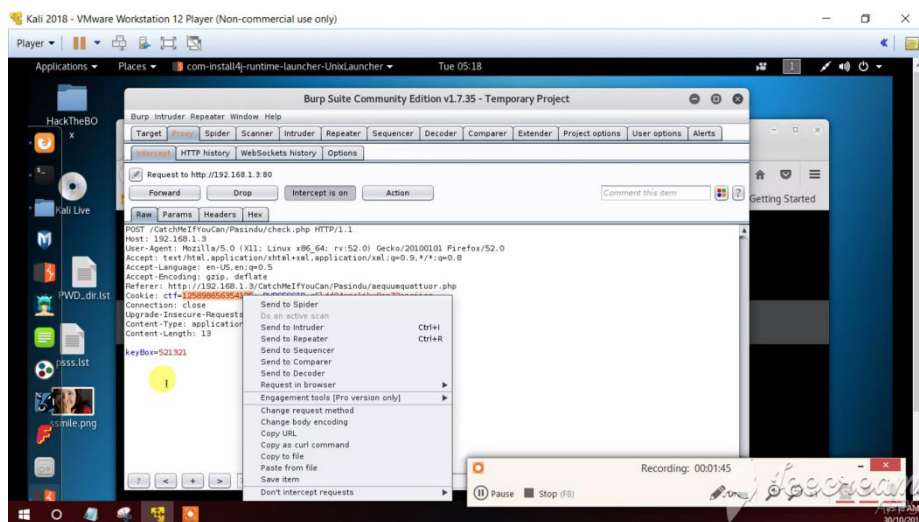 Kali 2018 - VMware Workstation 12 Player (Non-commercial use only)
Player
Applications Places com-install4j-runtime-launcher-UnixLauncher Tue 05:18 1
HackTheBO
X
Kali Live
PWD_dir.lst
psss.lst
ssmile.png
Burp Suite Community Edition v1.7.35 - Temporary Project
Burp Intruder Repeater Window Help
Target Proxy Spider Scanner Intruder Repeater Sequencer Decoder Comparer Extender Project options User options Alerts
Intercept HTTP history WebSockets history Options
Request to http://192.168.1.3:80
Forward Drop Intercept is on Action Comment this item ?
Getting Started
Raw Params Headers Hex
POST /CatchMeIfYouCan/Pasindu/check.php HTTP/1.1
Host: 192.168.1.3
User-Agent: Mozilla/5.0 (X11; Linux x86_64; rv:52.0) Gecko/20100101 Firefox/52.0
Accept: text/html,application/xhtml+xml,application/xml;q=0.9,*/*;q=0.8
Accept-Language: en-US,en;q=0.5
Accept-Encoding: gzip, deflate
Referer: http://192.168.1.3/CatchMeIfYouCan/Pasindu/aequumquattuor.php
Cookie: ctf=
Connection: close
Upgrade-Insecure-Requests
Content-Type: application
Content-Length: 13
keyBox=521321
Send to Spider
Do an active scan
Send to Intruder Ctrl+I
Send to Repeater Ctrl+R
Send to Sequencer
Send to Comparer
Send to Decoder
Request in browser
Engagement tools [Pro version only]
Change request method
Change body encoding
Copy URL
Copy as curl command
Copy to file
Paste from file
Save item
Don't intercept requests
? < + >
Recording: 00:01:45
Pause Stop (F8) Draw
icecream